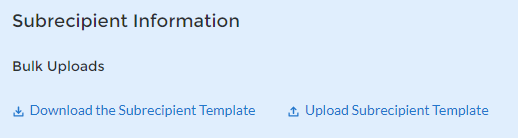 Subrecipient Information
Bulk Uploads
Download the Subrecipient Template Upload Subrecipient Template